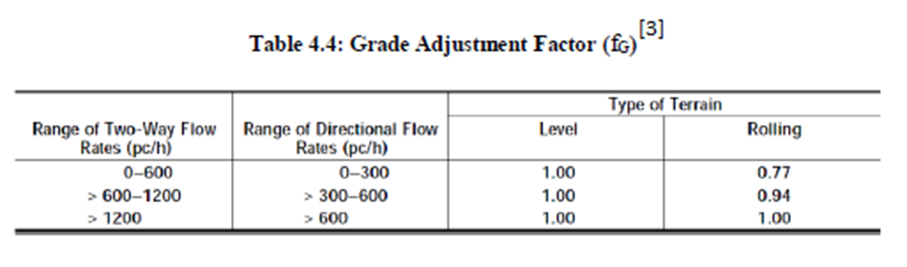 Table 4.4: Grade Adjustment Factor (fG)[3]
Type of Terrain
Range of Two-Way Flow Rates (pc/h) Range of Directional Flow Rates (pc/h) Level Rolling
0–600 0–300 1.00 0.77
> 600–1200 > 300–600 1.00 0.94
> 1200 > 600 1.00 1.00